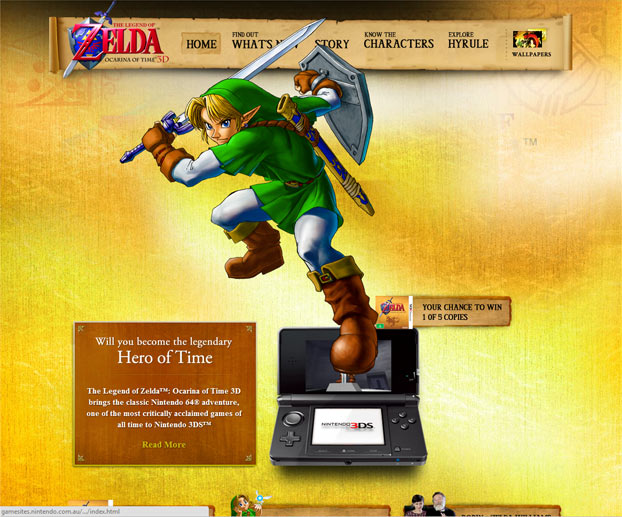 THE LEGEND OF
ZELDA
OCARINA OF TIME 3D
HOME
FIND OUT
WHAT'S
STORY
KNOW THE
CHARACTERS
EXPLORE
HYRULE
WALLPAPERS
TM
ZELDA
YOUR CHANCE TO WIN
1 OF 5 COPIES
Will you become the legendary
Hero of Time
The Legend of Zelda™: Ocarina of Time 3D
brings the classic Nintendo 64® adventure,
one of the most critically acclaimed games of
all time to Nintendo 3DS™
Read More
NINTENDO 3DS
gamesites.nintendo.com.au/.../index.html